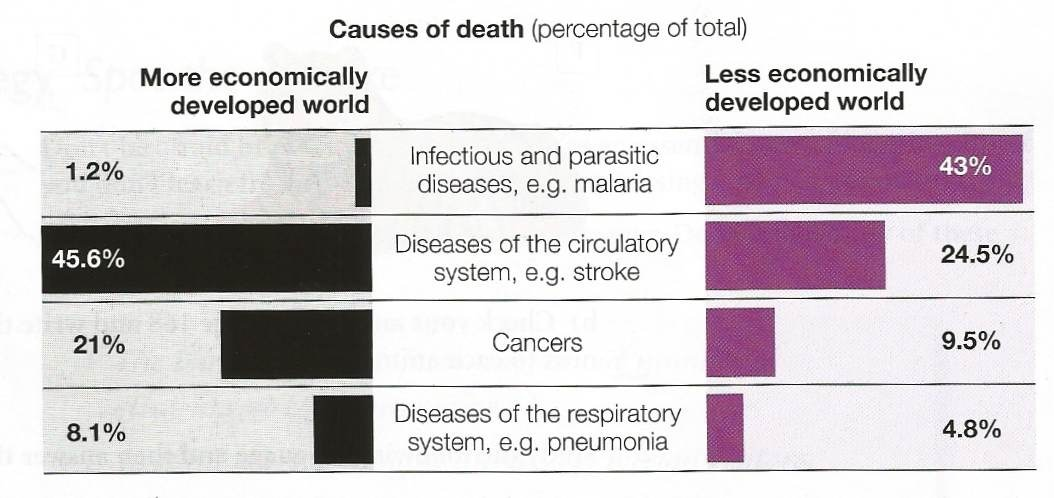 Causes of death (percentage of total)
More economically
developed world
Less economically
developed world
1.2%
Infectious and parasitic
diseases, e.g. malaria
43%
45.6%
Diseases of the circulatory
system, e.g. stroke
24.5%
21%
Cancers
9.5%
8.1%
Diseases of the respiratory
system, e.g. pneumonia
4.8%